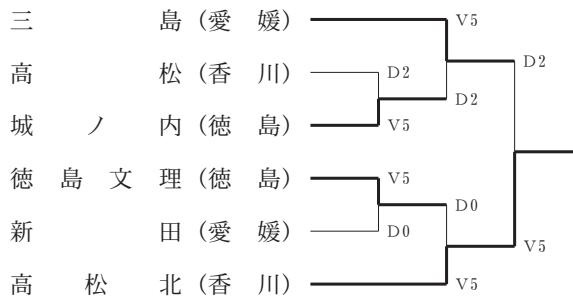 三島（愛媛） V5
高松（香川） D2 D2
D2
城ノ内（徳島） V5
徳島文理（徳島） V5
D0
新田（愛媛） D0
V5
高松北（香川） V5